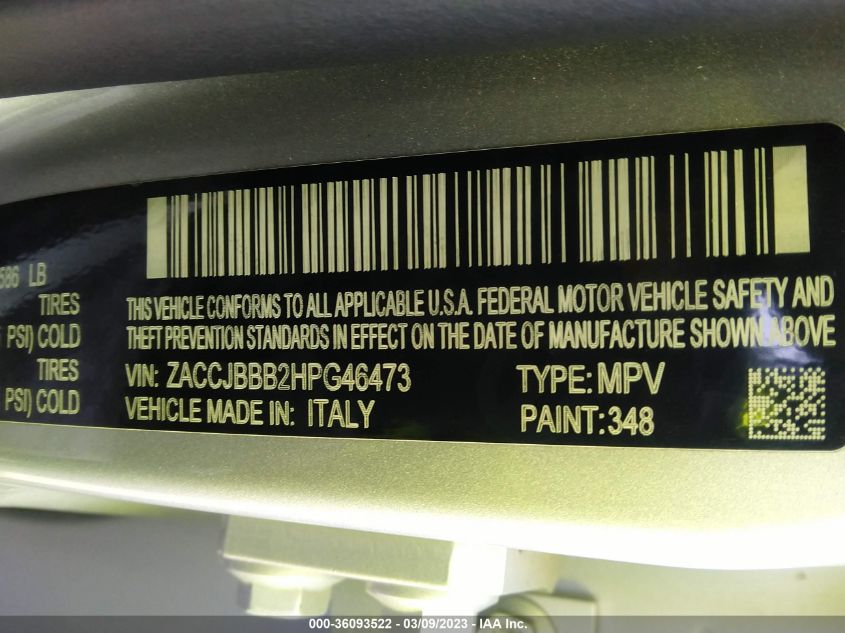 586 LB
TIRES
PSI) COLD
TIRES
PSI) COLD
THIS VEHICLE CONFORMS TO ALL APPLICABLE U.S.A. FEDERAL MOTOR VEHICLE SAFETY AND
THEFT PREVENTION STANDARDS IN EFFECT ON THE DATE OF MANUFACTURE SHOWN ABOVE
VIN: ZACCJBBB2HPG46473 TYPE: MPV
VEHICLE MADE IN: ITALY PAINT: 348
000-36093522 — 03/09/2023 — IAA Inc.